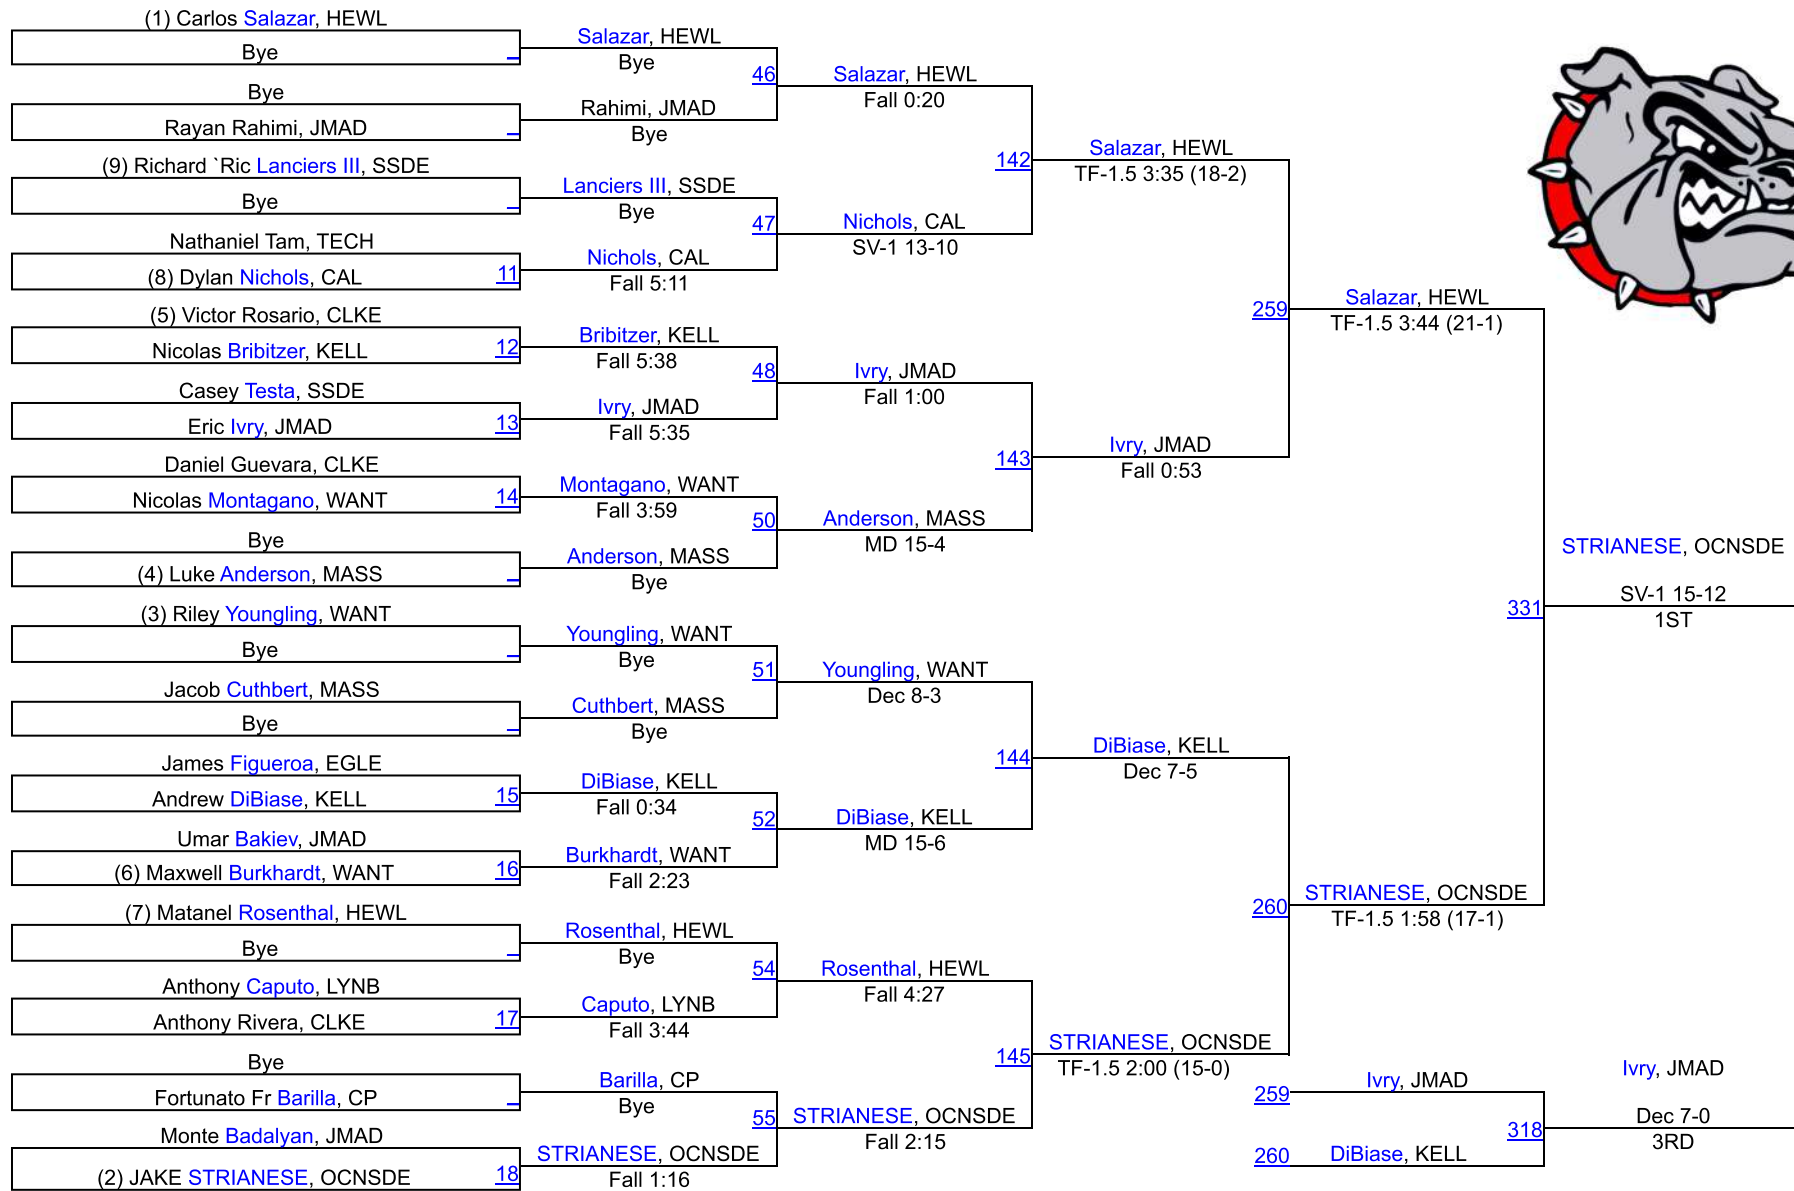 (1) Carlos Salazar, HEWL
Bye
Bye
Rayan Rahimi, JMAD
(9) Richard `Ric Lanciers III, SSDE
Bye
Nathaniel Tam, TECH
(8) Dylan Nichols, CAL 11
(5) Victor Rosario, CLKE
Nicolas Bribitzer, KELL 12
Casey Testa, SSDE
Eric Ivry, JMAD 13
Daniel Guevara, CLKE
Nicolas Montagano, WANT 14
Bye
(4) Luke Anderson, MASS
(3) Riley Youngling, WANT
Bye
Jacob Cuthbert, MASS
Bye
James Figueroa, EGLE
Andrew DiBiase, KELL 15
Umar Bakiev, JMAD
(6) Maxwell Burkhardt, WANT 16
(7) Matanel Rosenthal, HEWL
Bye
Anthony Caputo, LYNB
Anthony Rivera, CLKE 17
Bye
Fortunato Fr Barilla, CP
Monte Badalyan, JMAD
(2) JAKE STRIANESE, OCNSDE 18
Salazar, HEWL
Bye
46
Rahimi, JMAD
Bye
Lanciers III, SSDE
Bye
47
Nichols, CAL
Fall 5:11
Bribitzer, KELL
Fall 5:38
48
Ivry, JMAD
Fall 5:35
Montagano, WANT
Fall 3:59
50
Anderson, MASS
Bye
Youngling, WANT
Bye
51
Cuthbert, MASS
Bye
DiBiase, KELL
Fall 0:34
52
Burkhardt, WANT
Fall 2:23
Rosenthal, HEWL
Bye
54
Caputo, LYNB
Fall 3:44
Barilla, CP
Bye
55
STRIANESE, OCNSDE
Fall 1:16
Salazar, HEWL
Fall 0:20
142
Nichols, CAL
SV-1 13-10
Ivry, JMAD
Fall 1:00
143
Anderson, MASS
MD 15-4
Youngling, WANT
Dec 8-3
144
DiBiase, KELL
MD 15-6
Rosenthal, HEWL
Fall 4:27
145
STRIANESE, OCNSDE
Fall 2:15
Salazar, HEWL
TF-1.5 3:35 (18-2)
259
Ivry, JMAD
Fall 0:53
DiBiase, KELL
Dec 7-5
260
STRIANESE, OCNSDE
TF-1.5 2:00 (15-0)
Salazar, HEWL
TF-1.5 3:44 (21-1)
331
STRIANESE, OCNSDE
TF-1.5 1:58 (17-1)
STRIANESE, OCNSDE
SV-1 15-12
1ST
259 Ivry, JMAD
318
260 DiBiase, KELL
Ivry, JMAD
Dec 7-0
3RD